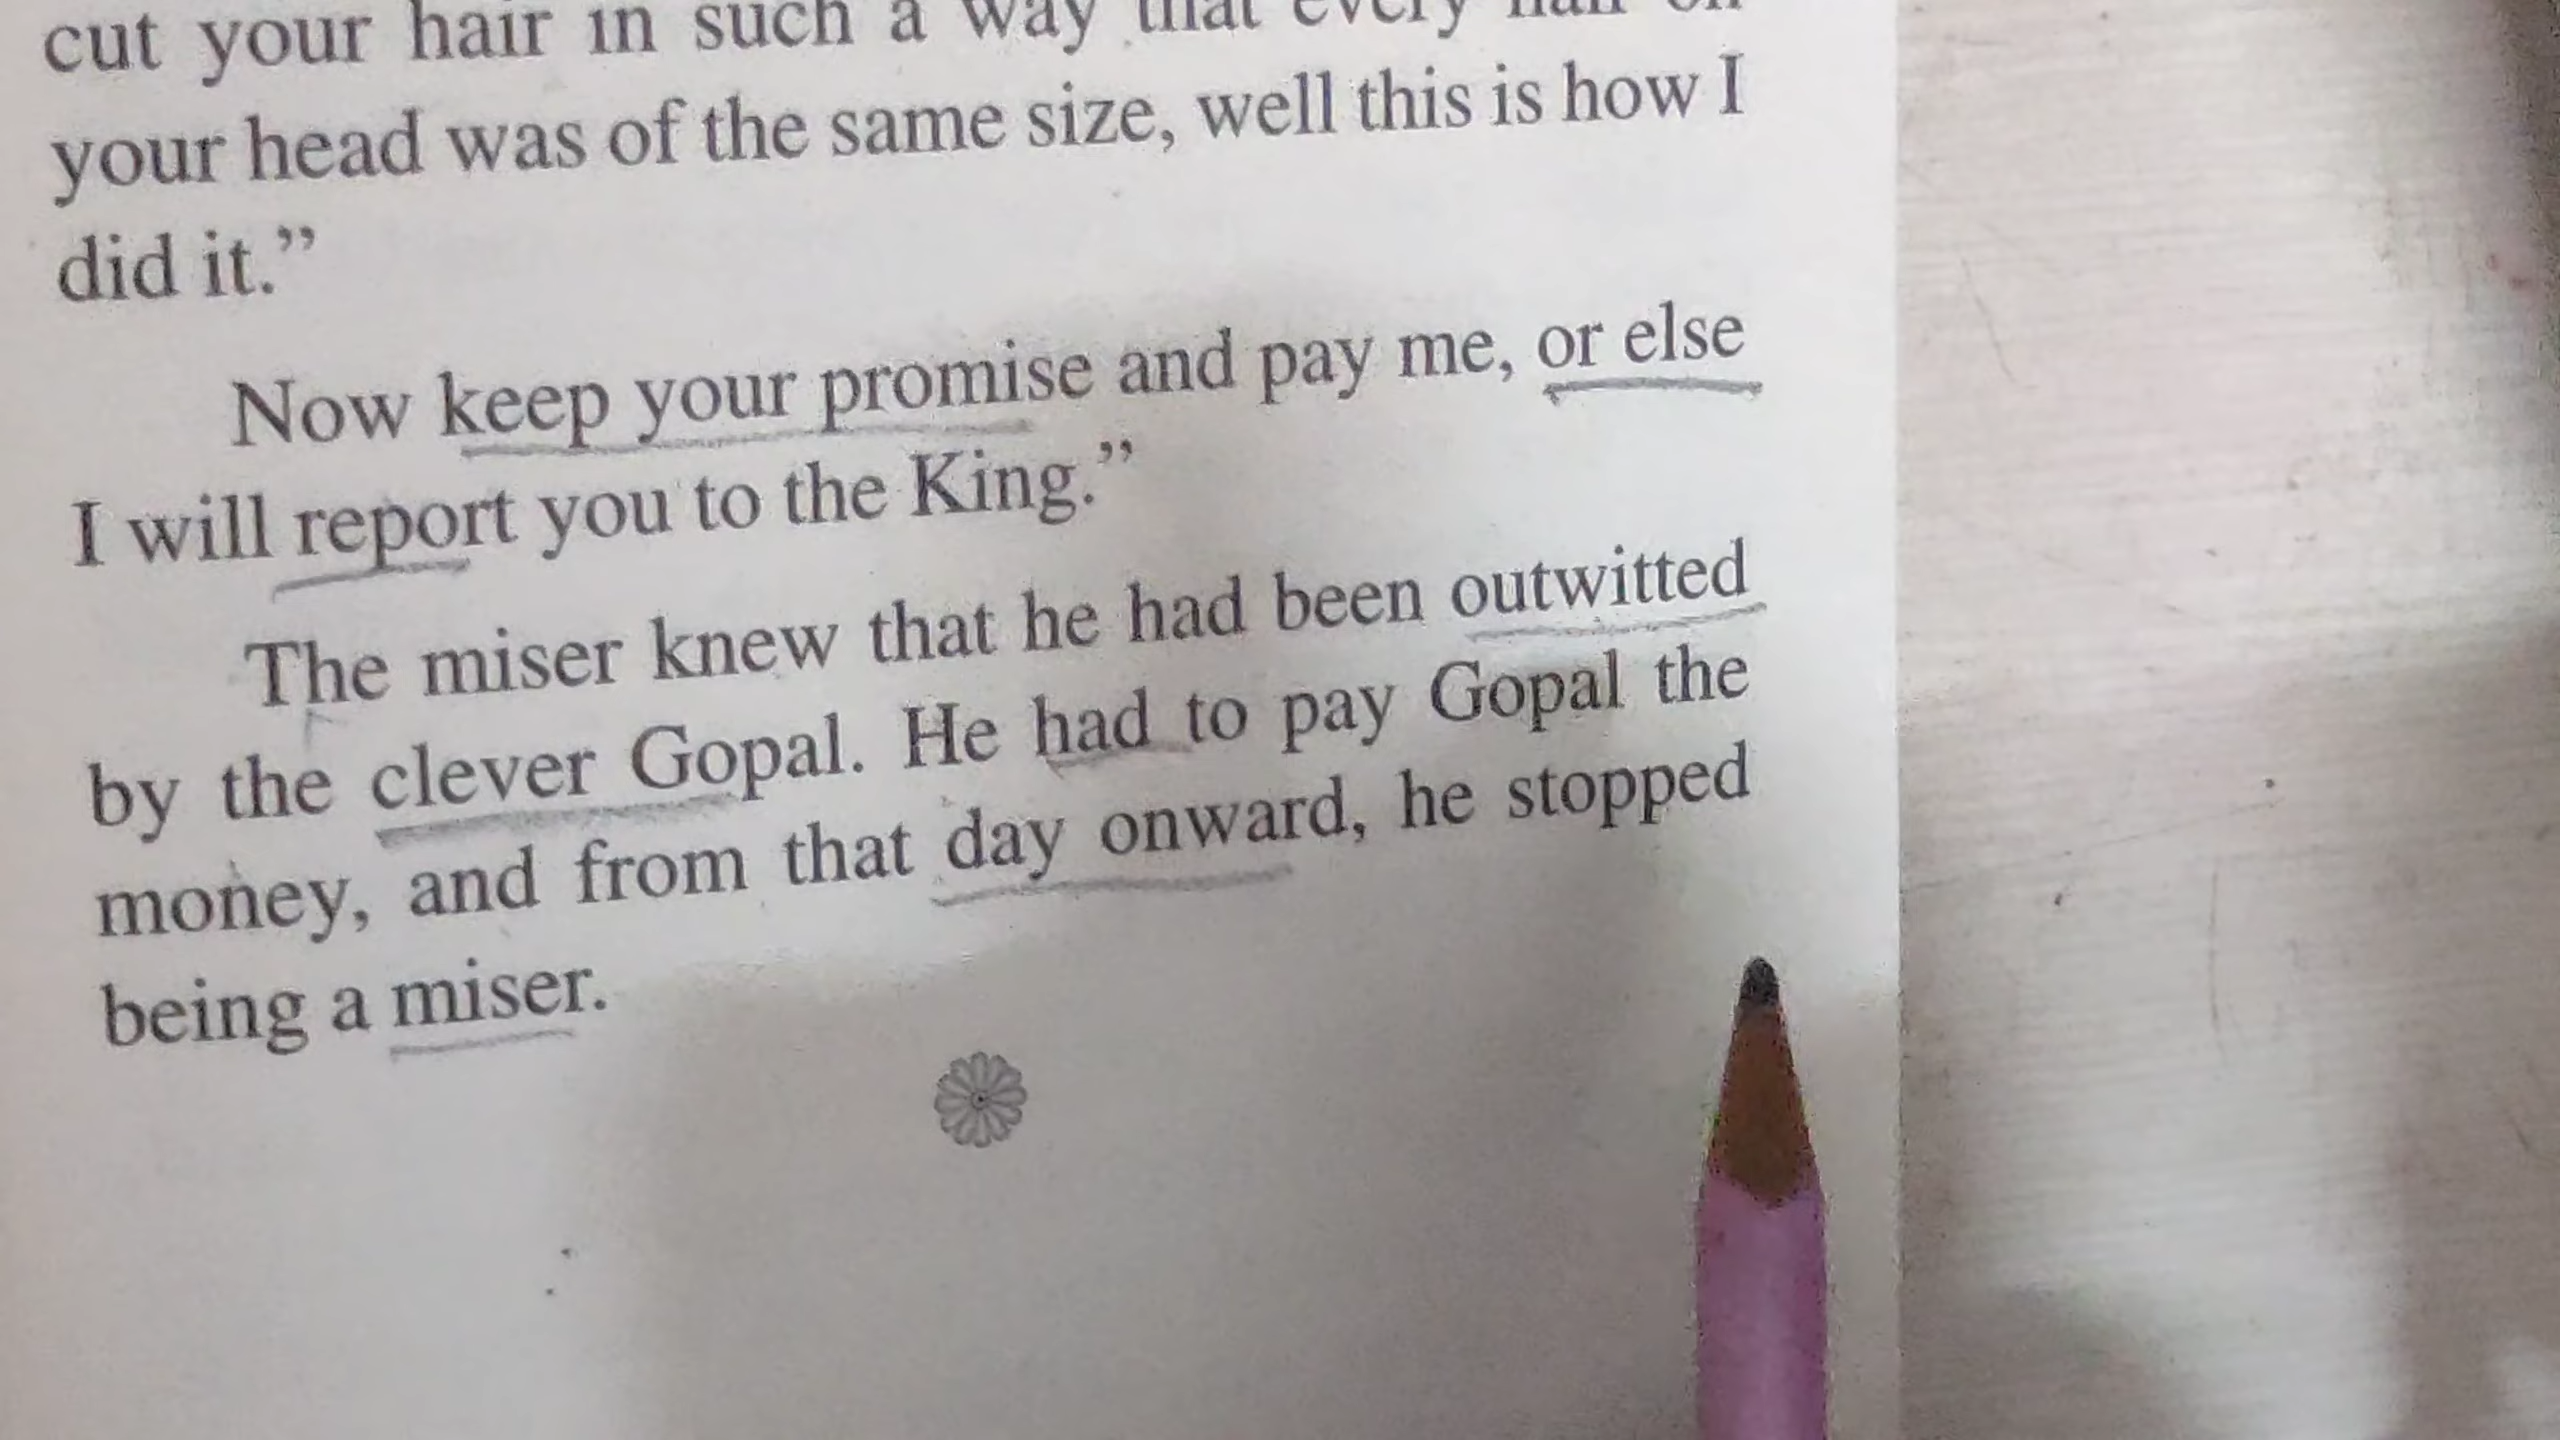 cut your hair in such a way that every hair on
your head was of the same size, well this is how I
did it.”
Now keep your promise and pay me, or else
I will report you to the King.”
The miser knew that he had been outwitted
by the clever Gopal. He had to pay Gopal the
money, and from that day onward, he stopped
being a miser.